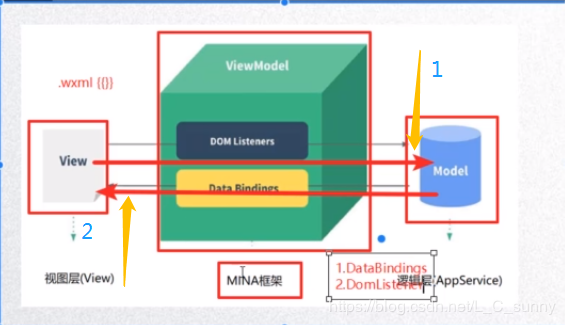 ViewModel
1
.wxml {{}}
DOM Listeners
View
Model
Data Bindings
2
视图层(View)
MINA框架
1.DataBindings
2.DomListener
逻辑层(AppService)
https://blog.csdn.net/L_C_sunny